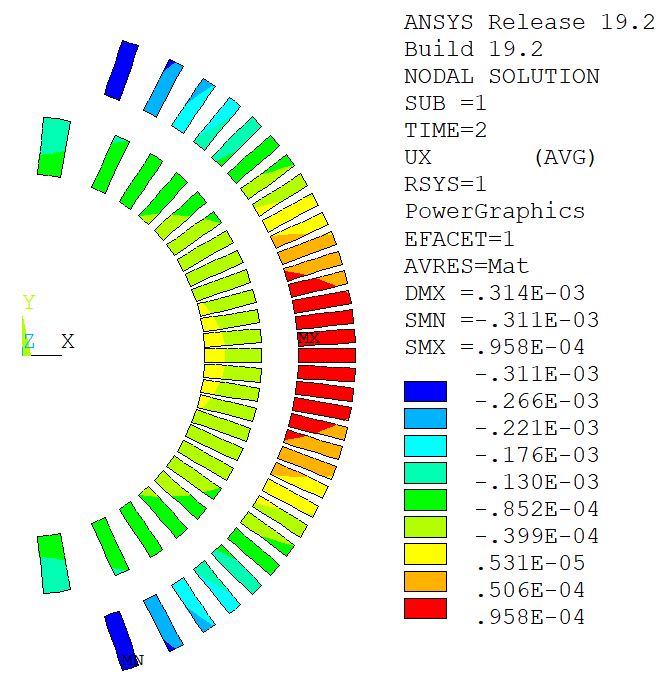 ANSYS Release 19.2
Build 19.2
NODAL SOLUTION
SUB =1
TIME=2
UX (AVG)
RSYS=1
PowerGraphics
EFACET=1
AVRES=Mat
DMX =.314E-03
SMN =-.311E-03
SMX =.958E-04
-.311E-03
-.266E-03
-.221E-03
-.176E-03
-.130E-03
-.852E-04
-.399E-04
.531E-05
.506E-04
.958E-04
Y
Z X
MX
MN